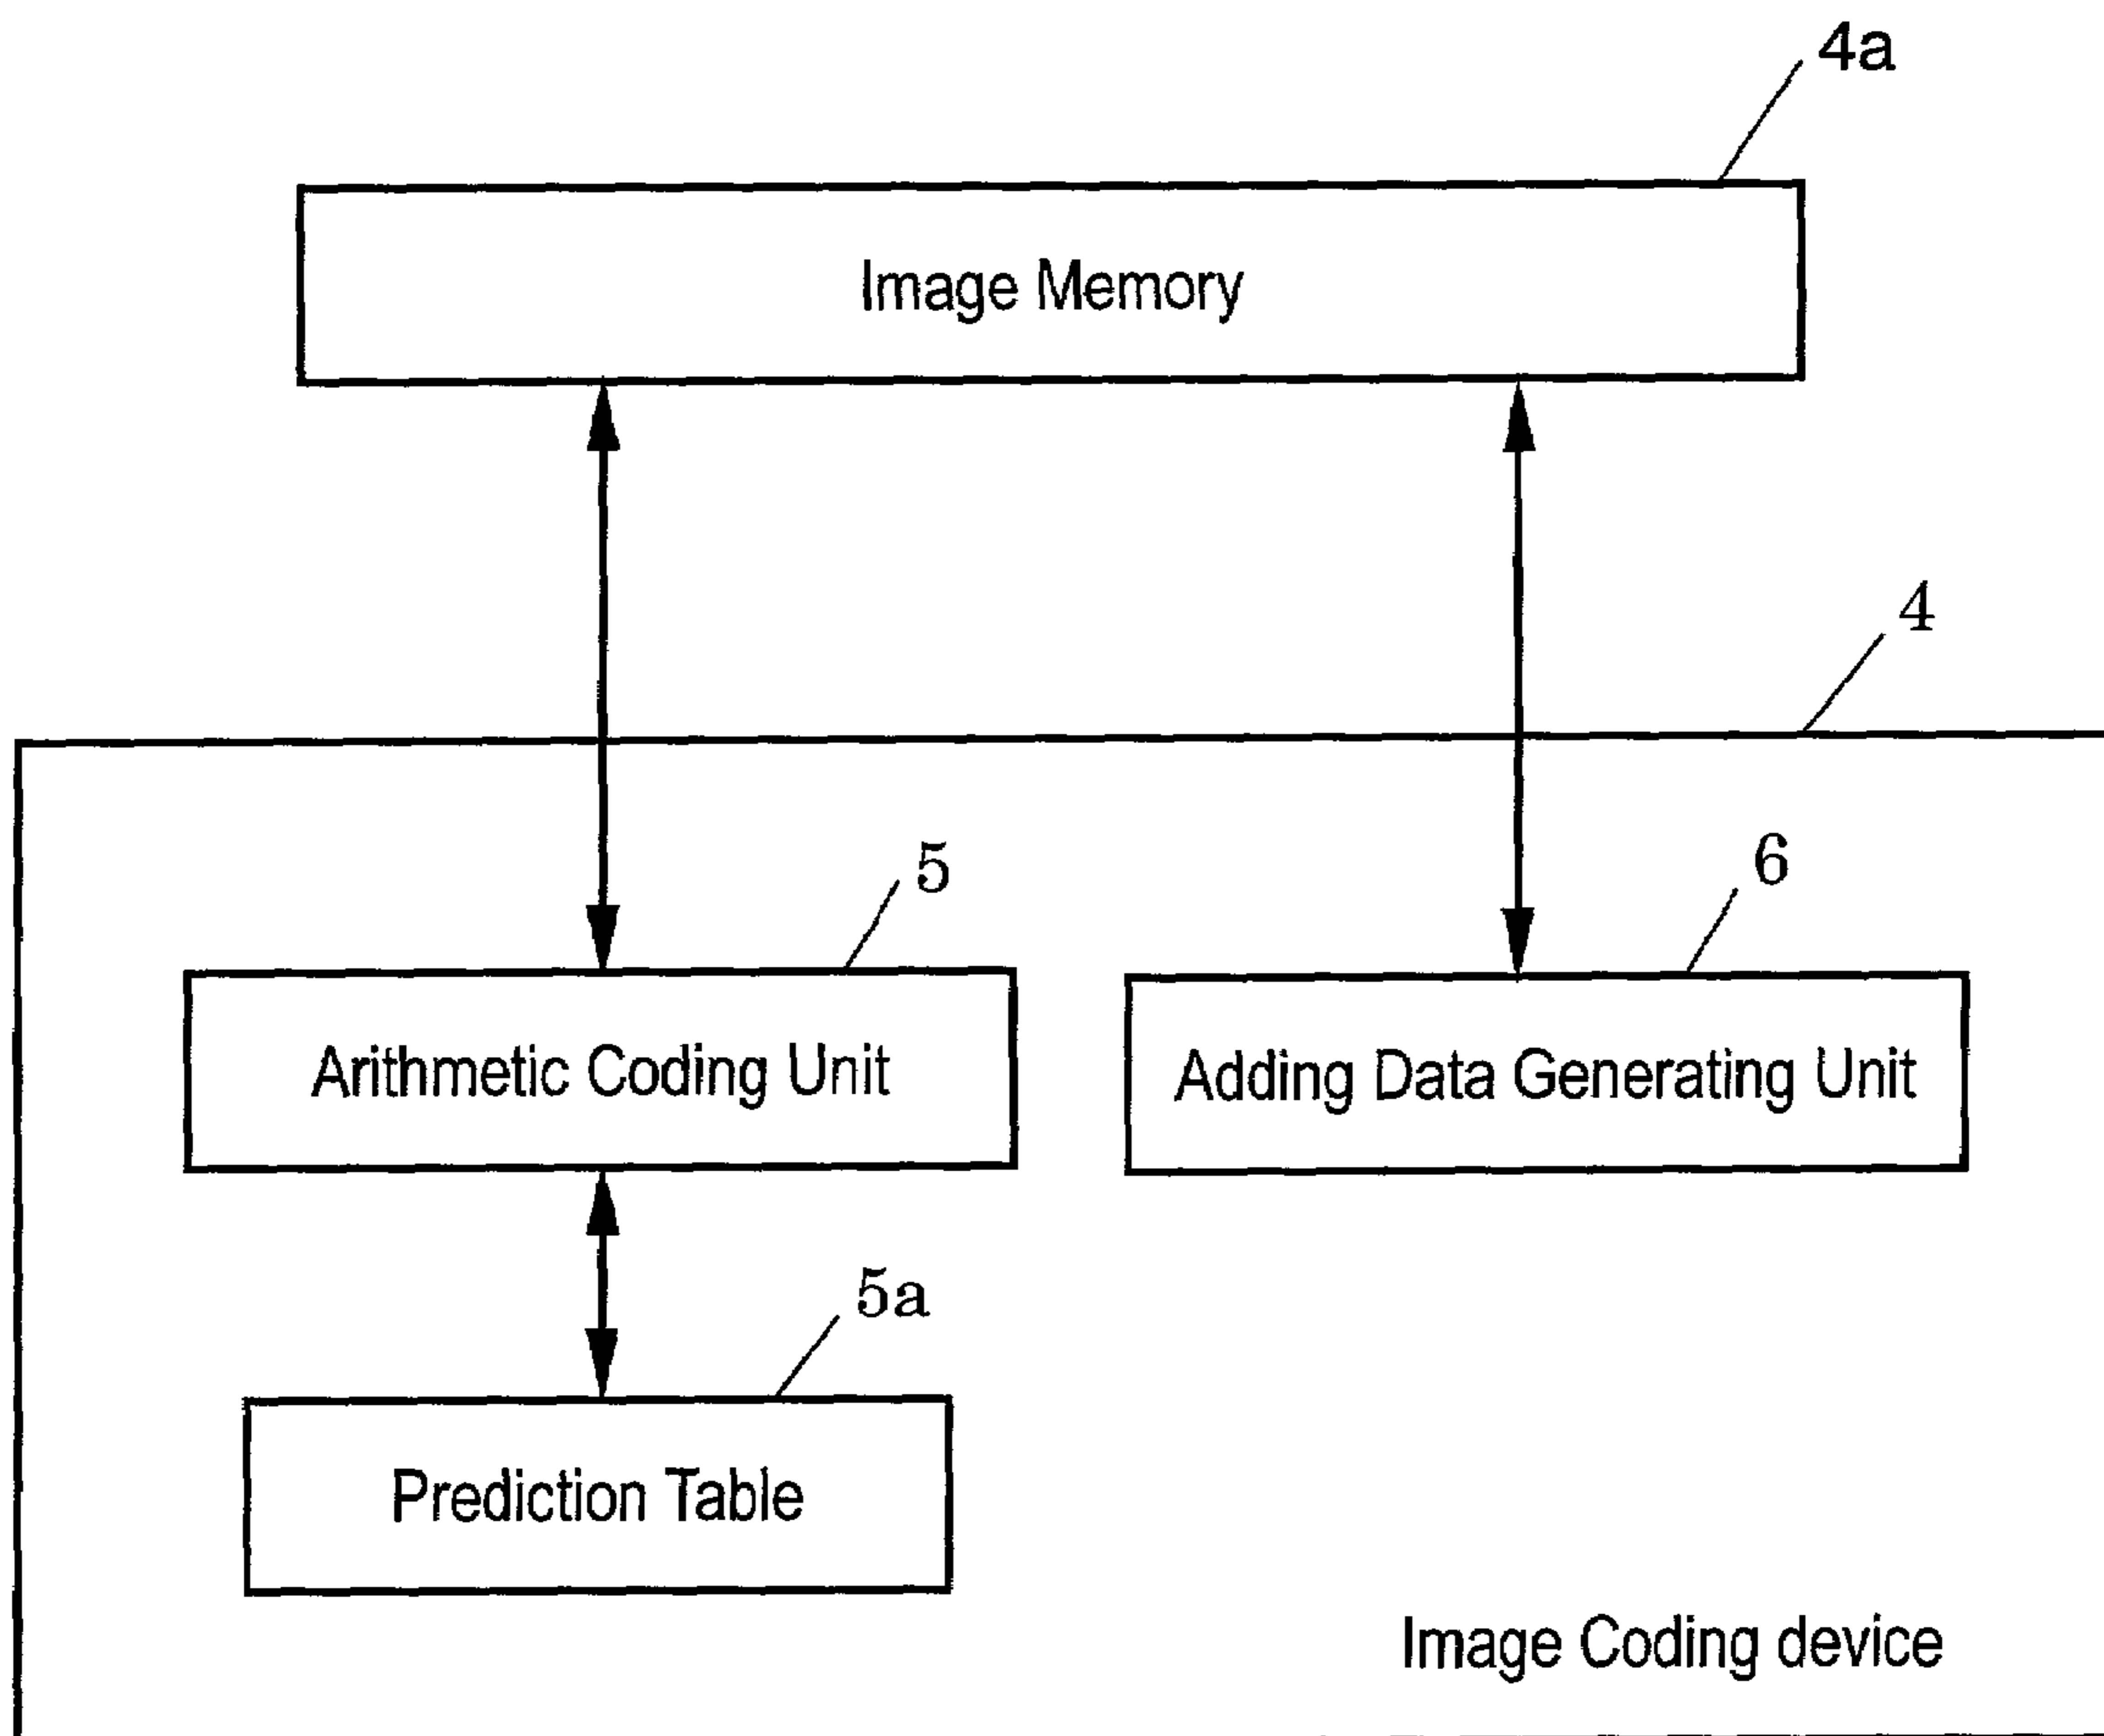 4a
Image Memory
4
5
6
Arithmetic Coding Unit
Adding Data Generating Unit
5a
Prediction Table
Image Coding device